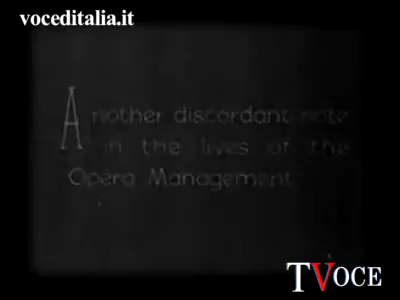 voceditalia.it
Another discordant note
in the lives of the
Opera Management
TVOCE